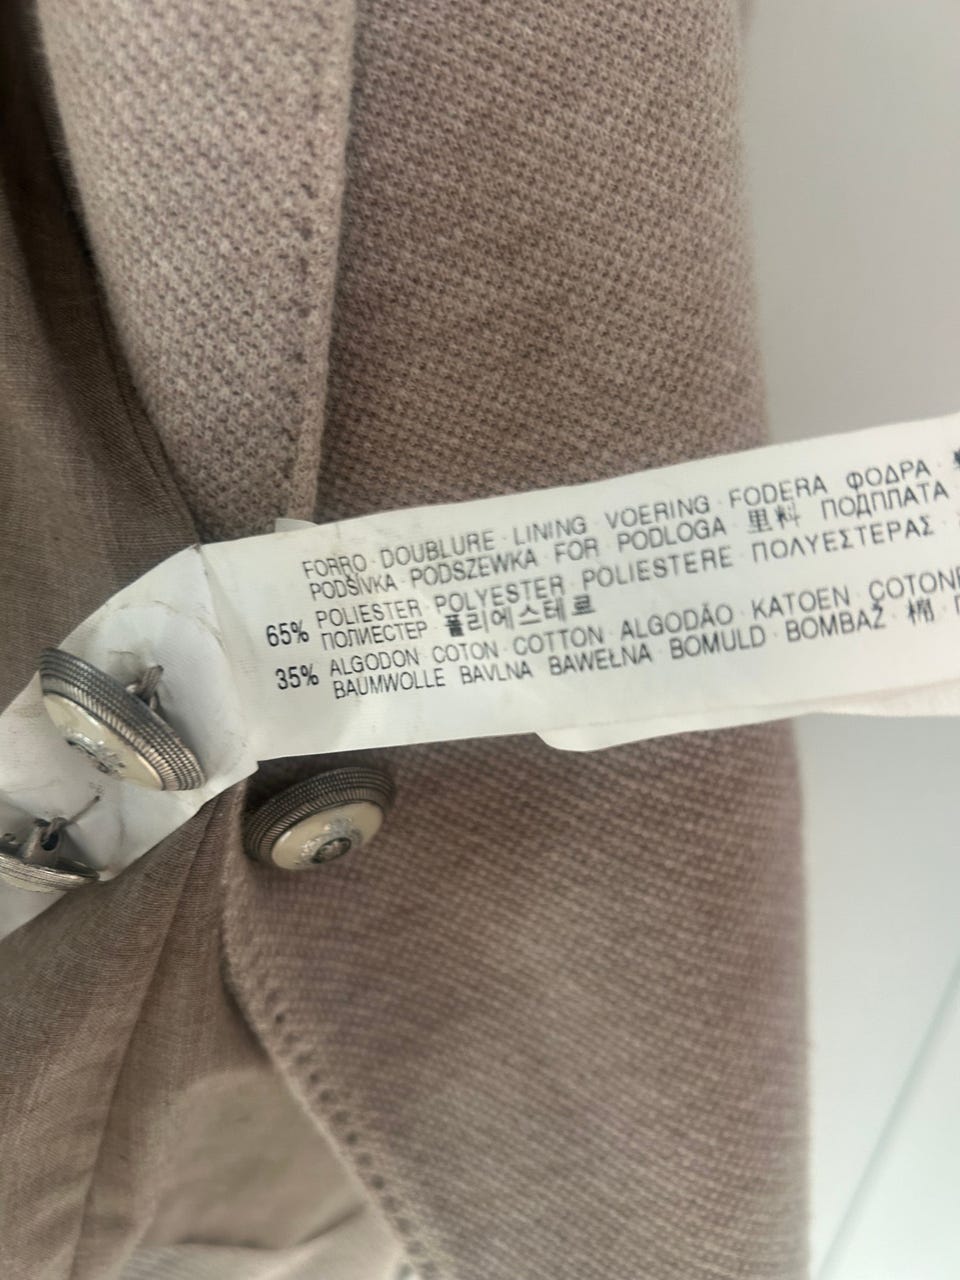 FORRO · DOUBLURE · LINING · VOERING · FODERA · ΦΟΔΡΑ ·
PODŠÍVKA · PODSZEWKA · FOR · PODLOGA · 里料 · ПОДПЛАТА
65% POLIESTER · POLYESTER · POLIESTERE · ΠΟΛΥΕΣΤΕΡΑΣ ·
ПОЛИЕСТЕР · 폴리에스테르
35% ALGODON · COTON · COTTON · ALGODÃO · KATOEN ·
BAUMWOLLE · BAVLNA · BAWEŁNA · BOMULD · BOMBAŽ · 棉 ·